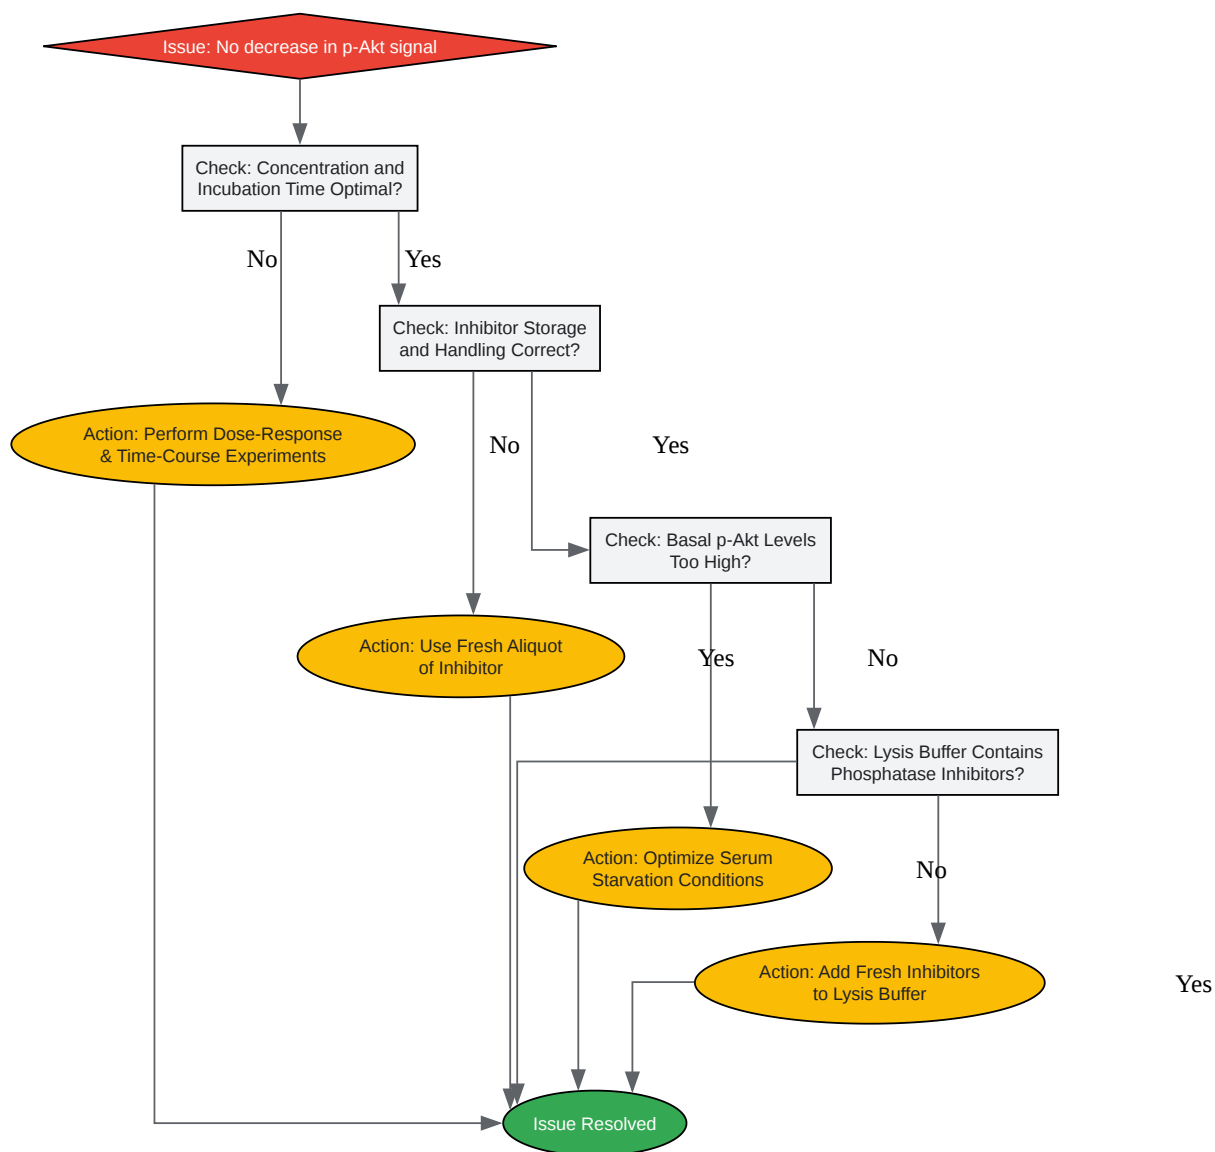 Issue: No decrease in p-Akt signal
Check: Concentration and
Incubation Time Optimal?
No
Yes
Check: Inhibitor Storage
and Handling Correct?
Action: Perform Dose-Response
& Time-Course Experiments
No
Yes
Check: Basal p-Akt Levels
Too High?
Action: Use Fresh Aliquot
of Inhibitor
Yes
No
Check: Lysis Buffer Contains
Phosphatase Inhibitors?
Action: Optimize Serum
Starvation Conditions
No
Action: Add Fresh Inhibitors
to Lysis Buffer
Yes
Issue Resolved